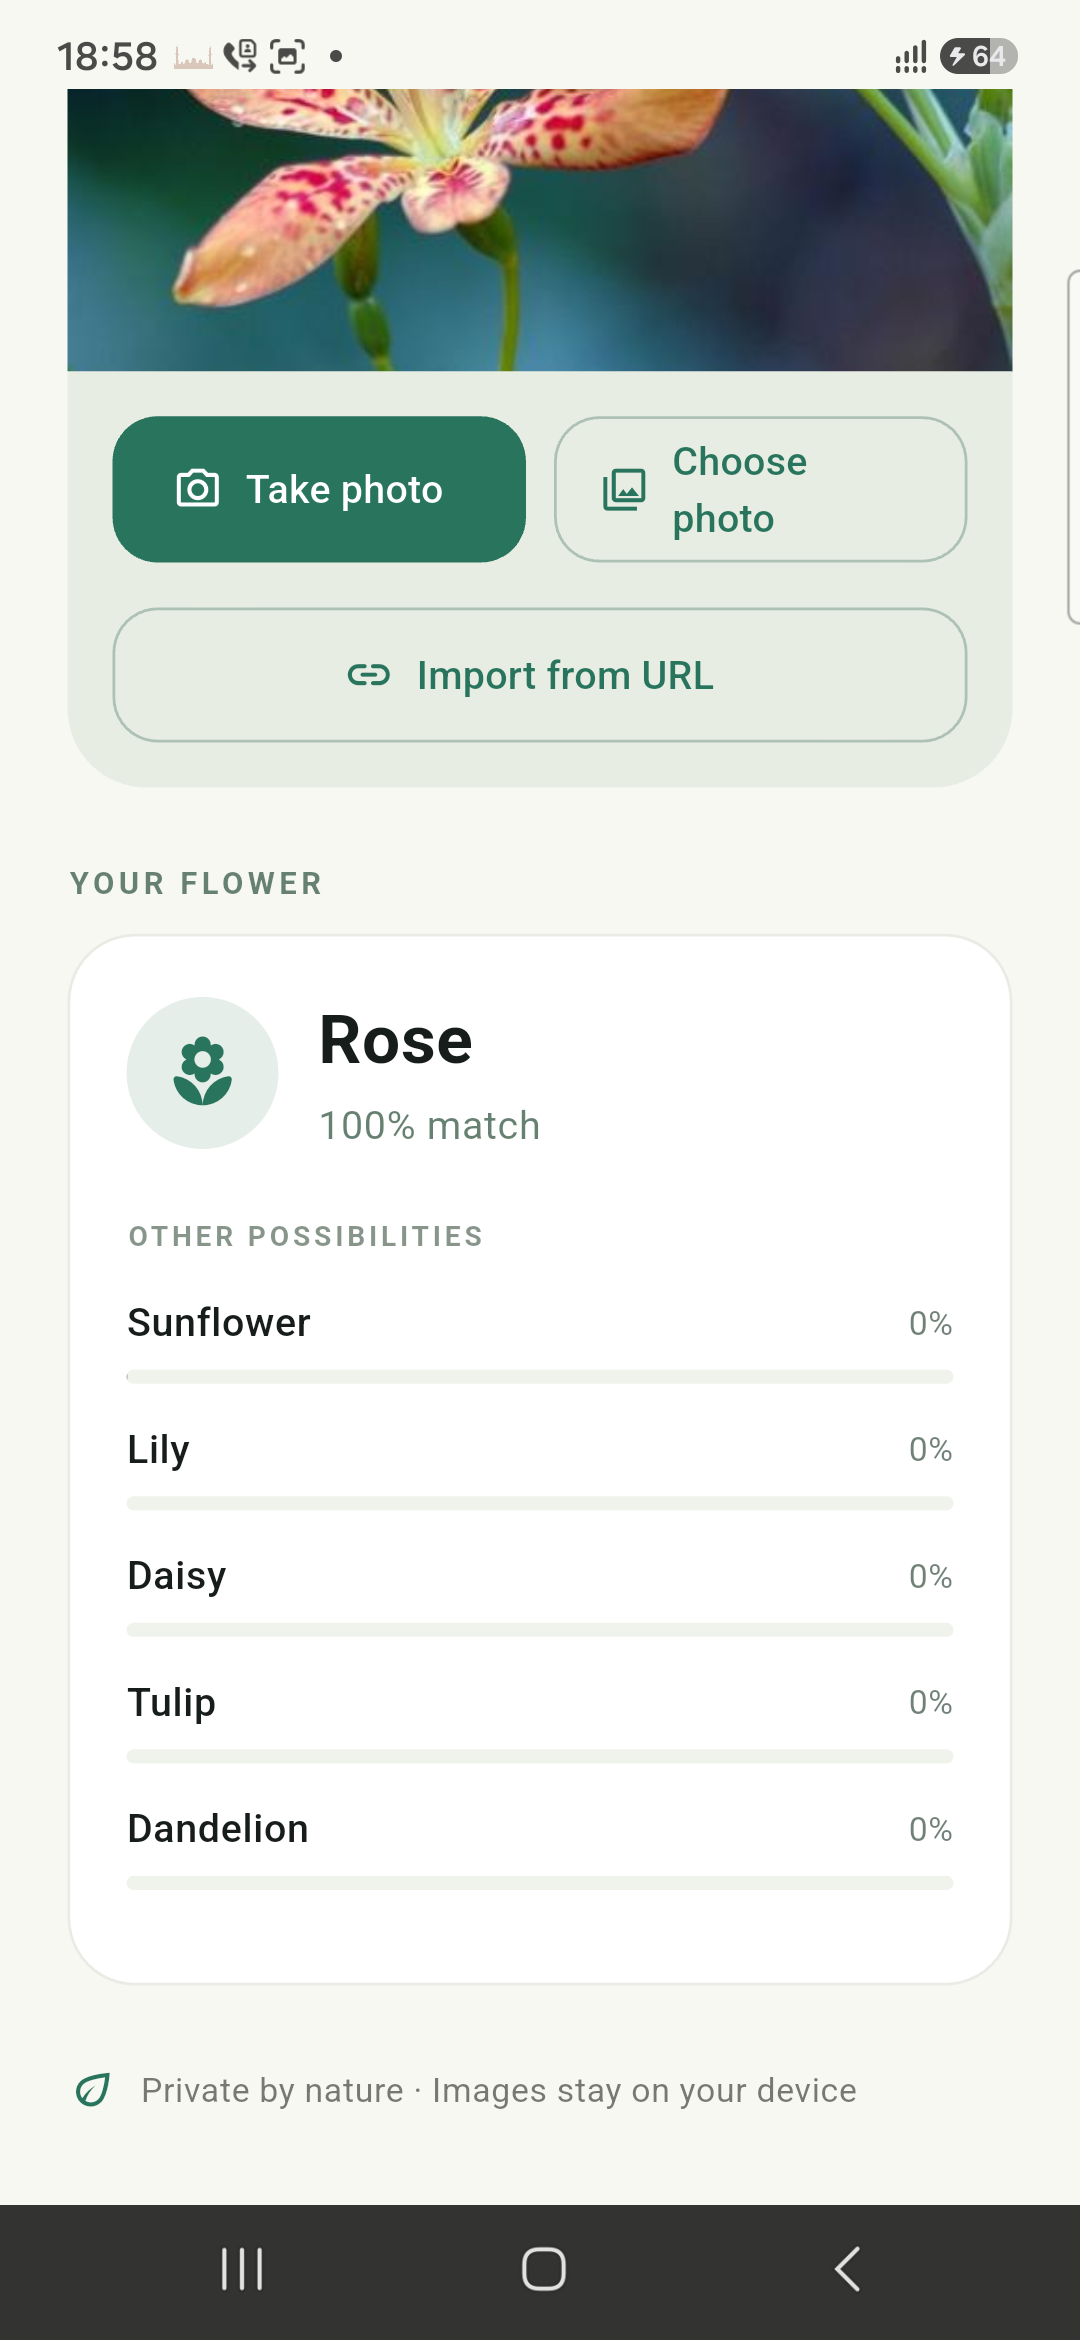 18:58
64
Take photo
Choose
photo
Import from URL
YOUR FLOWER
Rose
100% match
OTHER POSSIBILITIES
Sunflower 0%
Lily 0%
Daisy 0%
Tulip 0%
Dandelion 0%
Private by nature · Images stay on your device